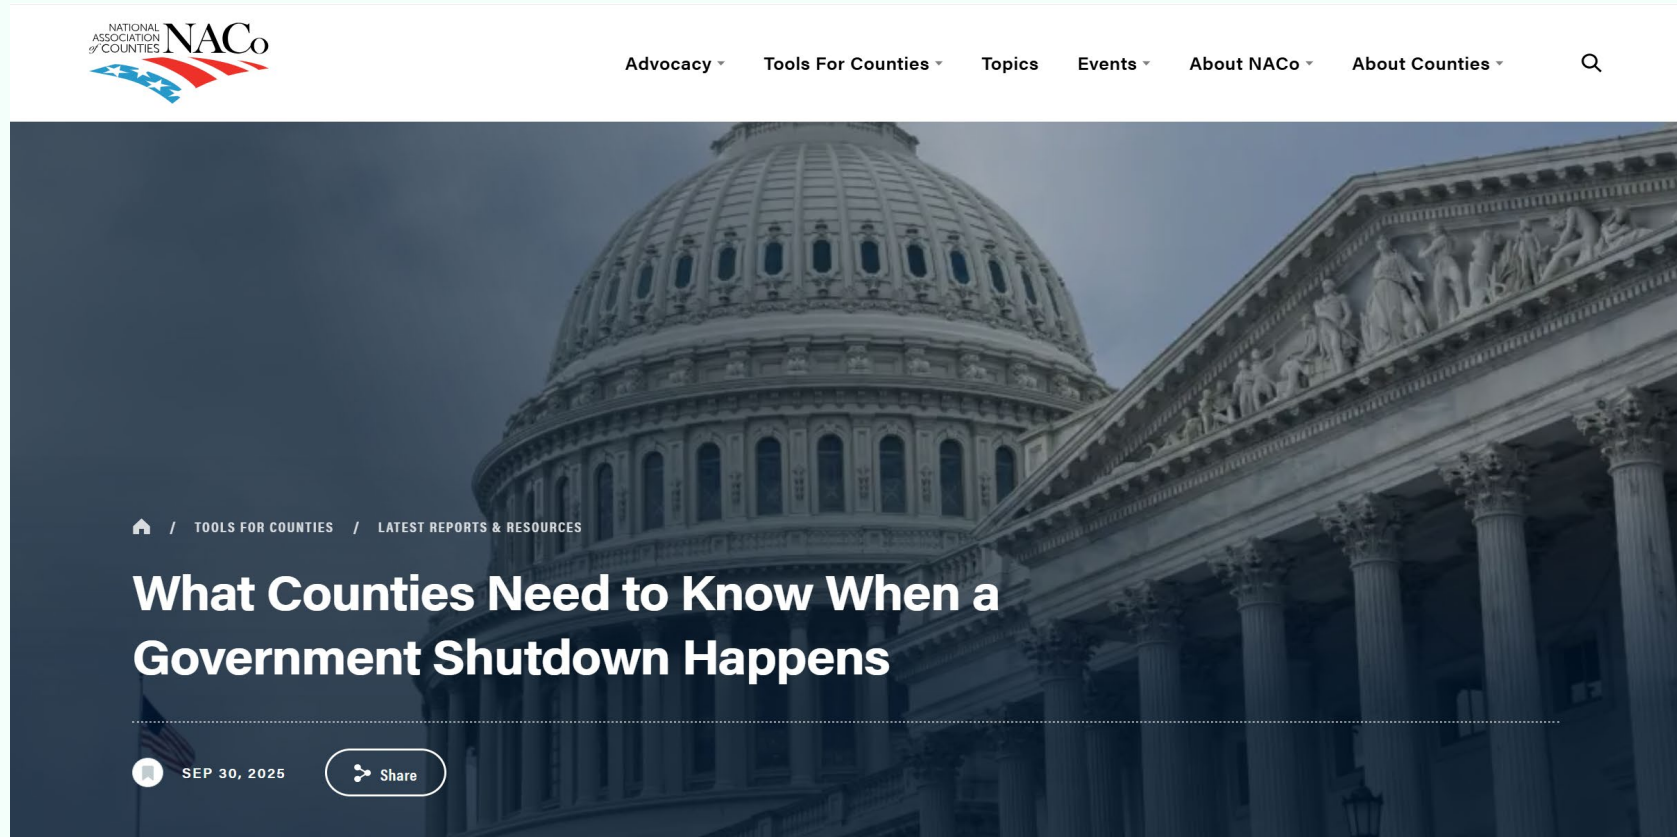 NATIONAL
ASSOCIATION
of COUNTIES
NACo
Advocacy
Tools For Counties
Topics
Events
About NACo
About Counties
/ TOOLS FOR COUNTIES / LATEST REPORTS & RESOURCES
What Counties Need to Know When a
Government Shutdown Happens
SEP 30, 2025
Share